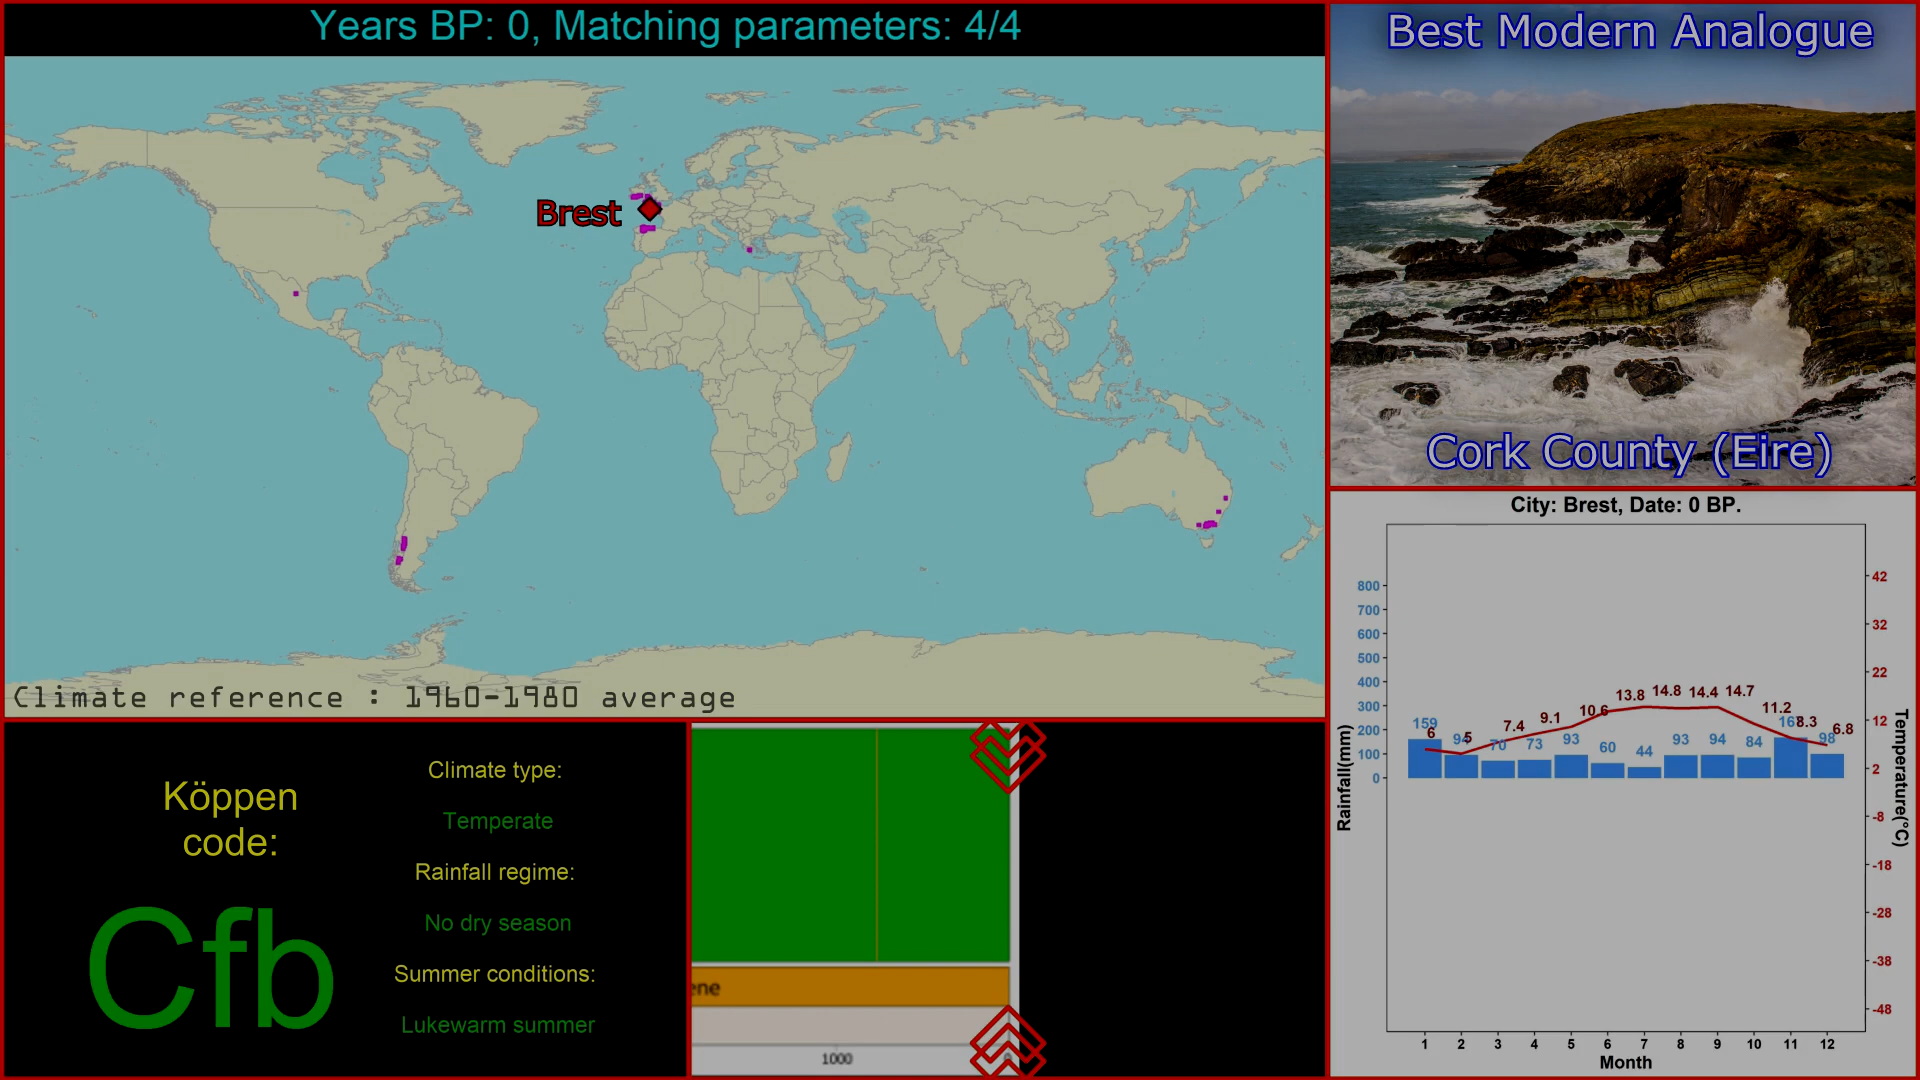 Years BP: 0, Matching parameters: 4/4
Brest
Climate reference : 1960-1980 average
Best Modern Analogue
Cork County (Eire)
City: Brest, Date: 0 BP.
800
700
600
500
400
300
200
100
0
Rainfall(mm)
42
32
22
12
2
-8
-18
-28
-38
-48
Temperature(°C)
6 5 7.4 9.1 10.6 13.8 14.8 14.4 14.7 11.2 8.3 6.8
159 94 70 73 93 60 44 93 94 84 98
1 2 3 4 5 6 7 8 9 10 11 12
Month
Köppen
code:
Cfb
Climate type:
Temperate
Rainfall regime:
No dry season
Summer conditions:
Lukewarm summer
ene
1000